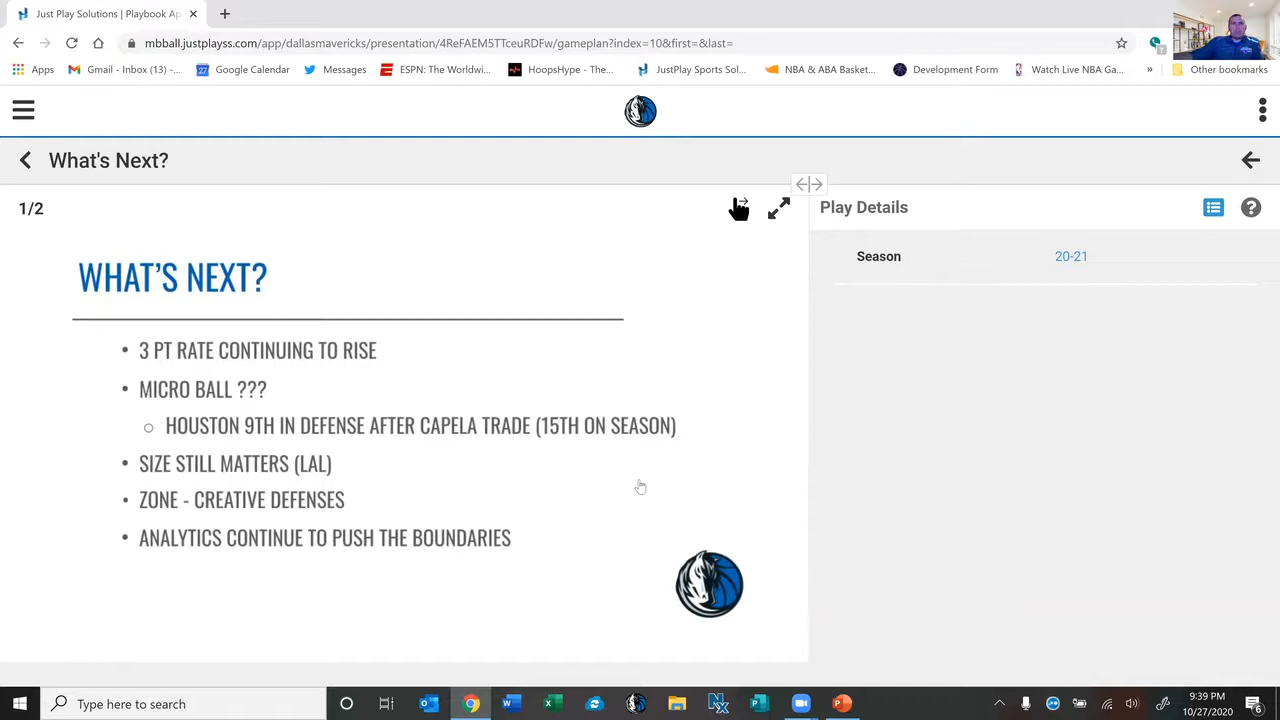 Just Play Solutions | Playbook Ap
mbball.justplayss.com/app/dallasmavericks/presentation/4ReFAEM5TTceuRDFw/gameplan?index=10&first=&last=
Apps
Gmail - Inbox (13) -...
27
Google Calendar
Messages
ESPN: The Worldwi...
HoopsHype - The...
JustPlay Sports Sol...
NBA & ABA Basket...
Development Form
Watch Live NBA Ga...
»
Other bookmarks
What's Next?
1/2
Play Details
Season 20-21
WHAT'S NEXT?
• 3 PT RATE CONTINUING TO RISE
• MICRO BALL ???
○ HOUSTON 9TH IN DEFENSE AFTER CAPELA TRADE (15TH ON SEASON)
• SIZE STILL MATTERS (LAL)
• ZONE - CREATIVE DEFENSES
• ANALYTICS CONTINUE TO PUSH THE BOUNDARIES
Type here to search
9:39 PM
10/27/2020